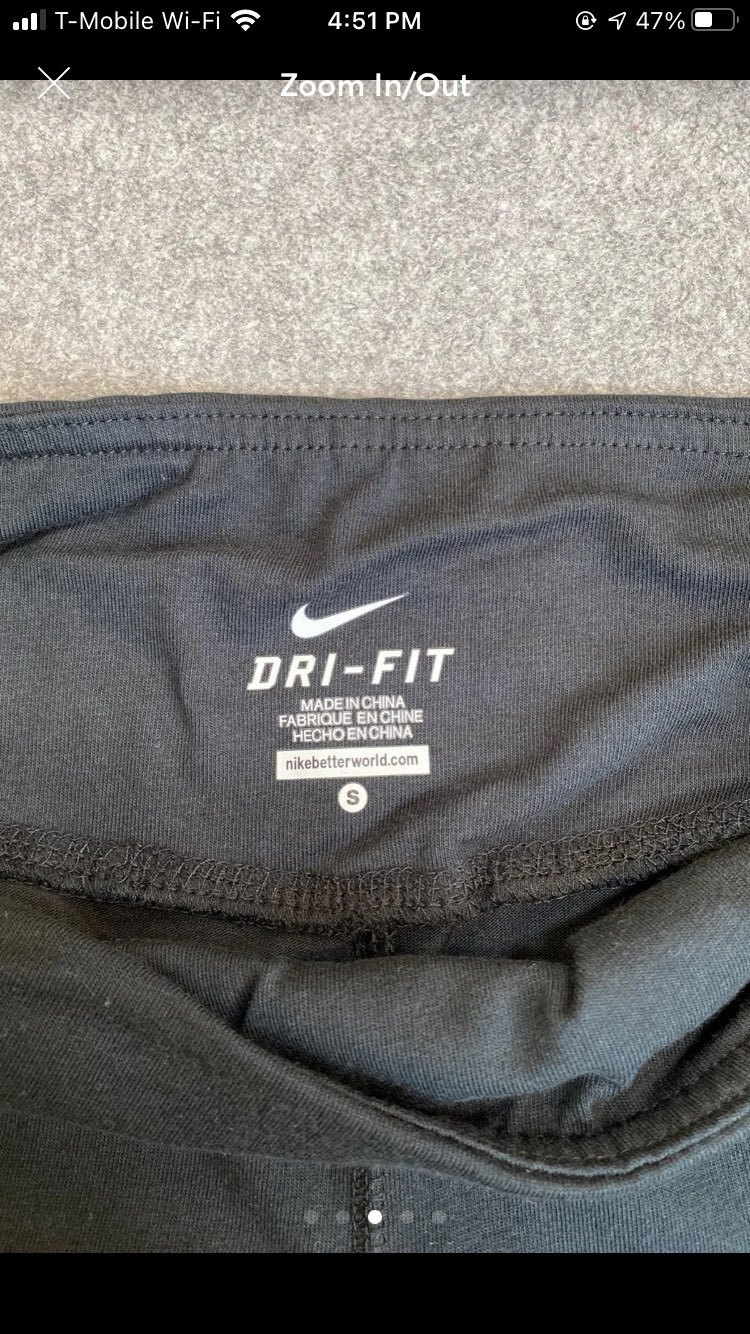 T-Mobile Wi-Fi 4:51 PM 47%
Zoom In/Out
DRI-FIT
MADE IN CHINA
FABRIQUE EN CHINE
HECHO EN CHINA
nikebetterworld.com
S